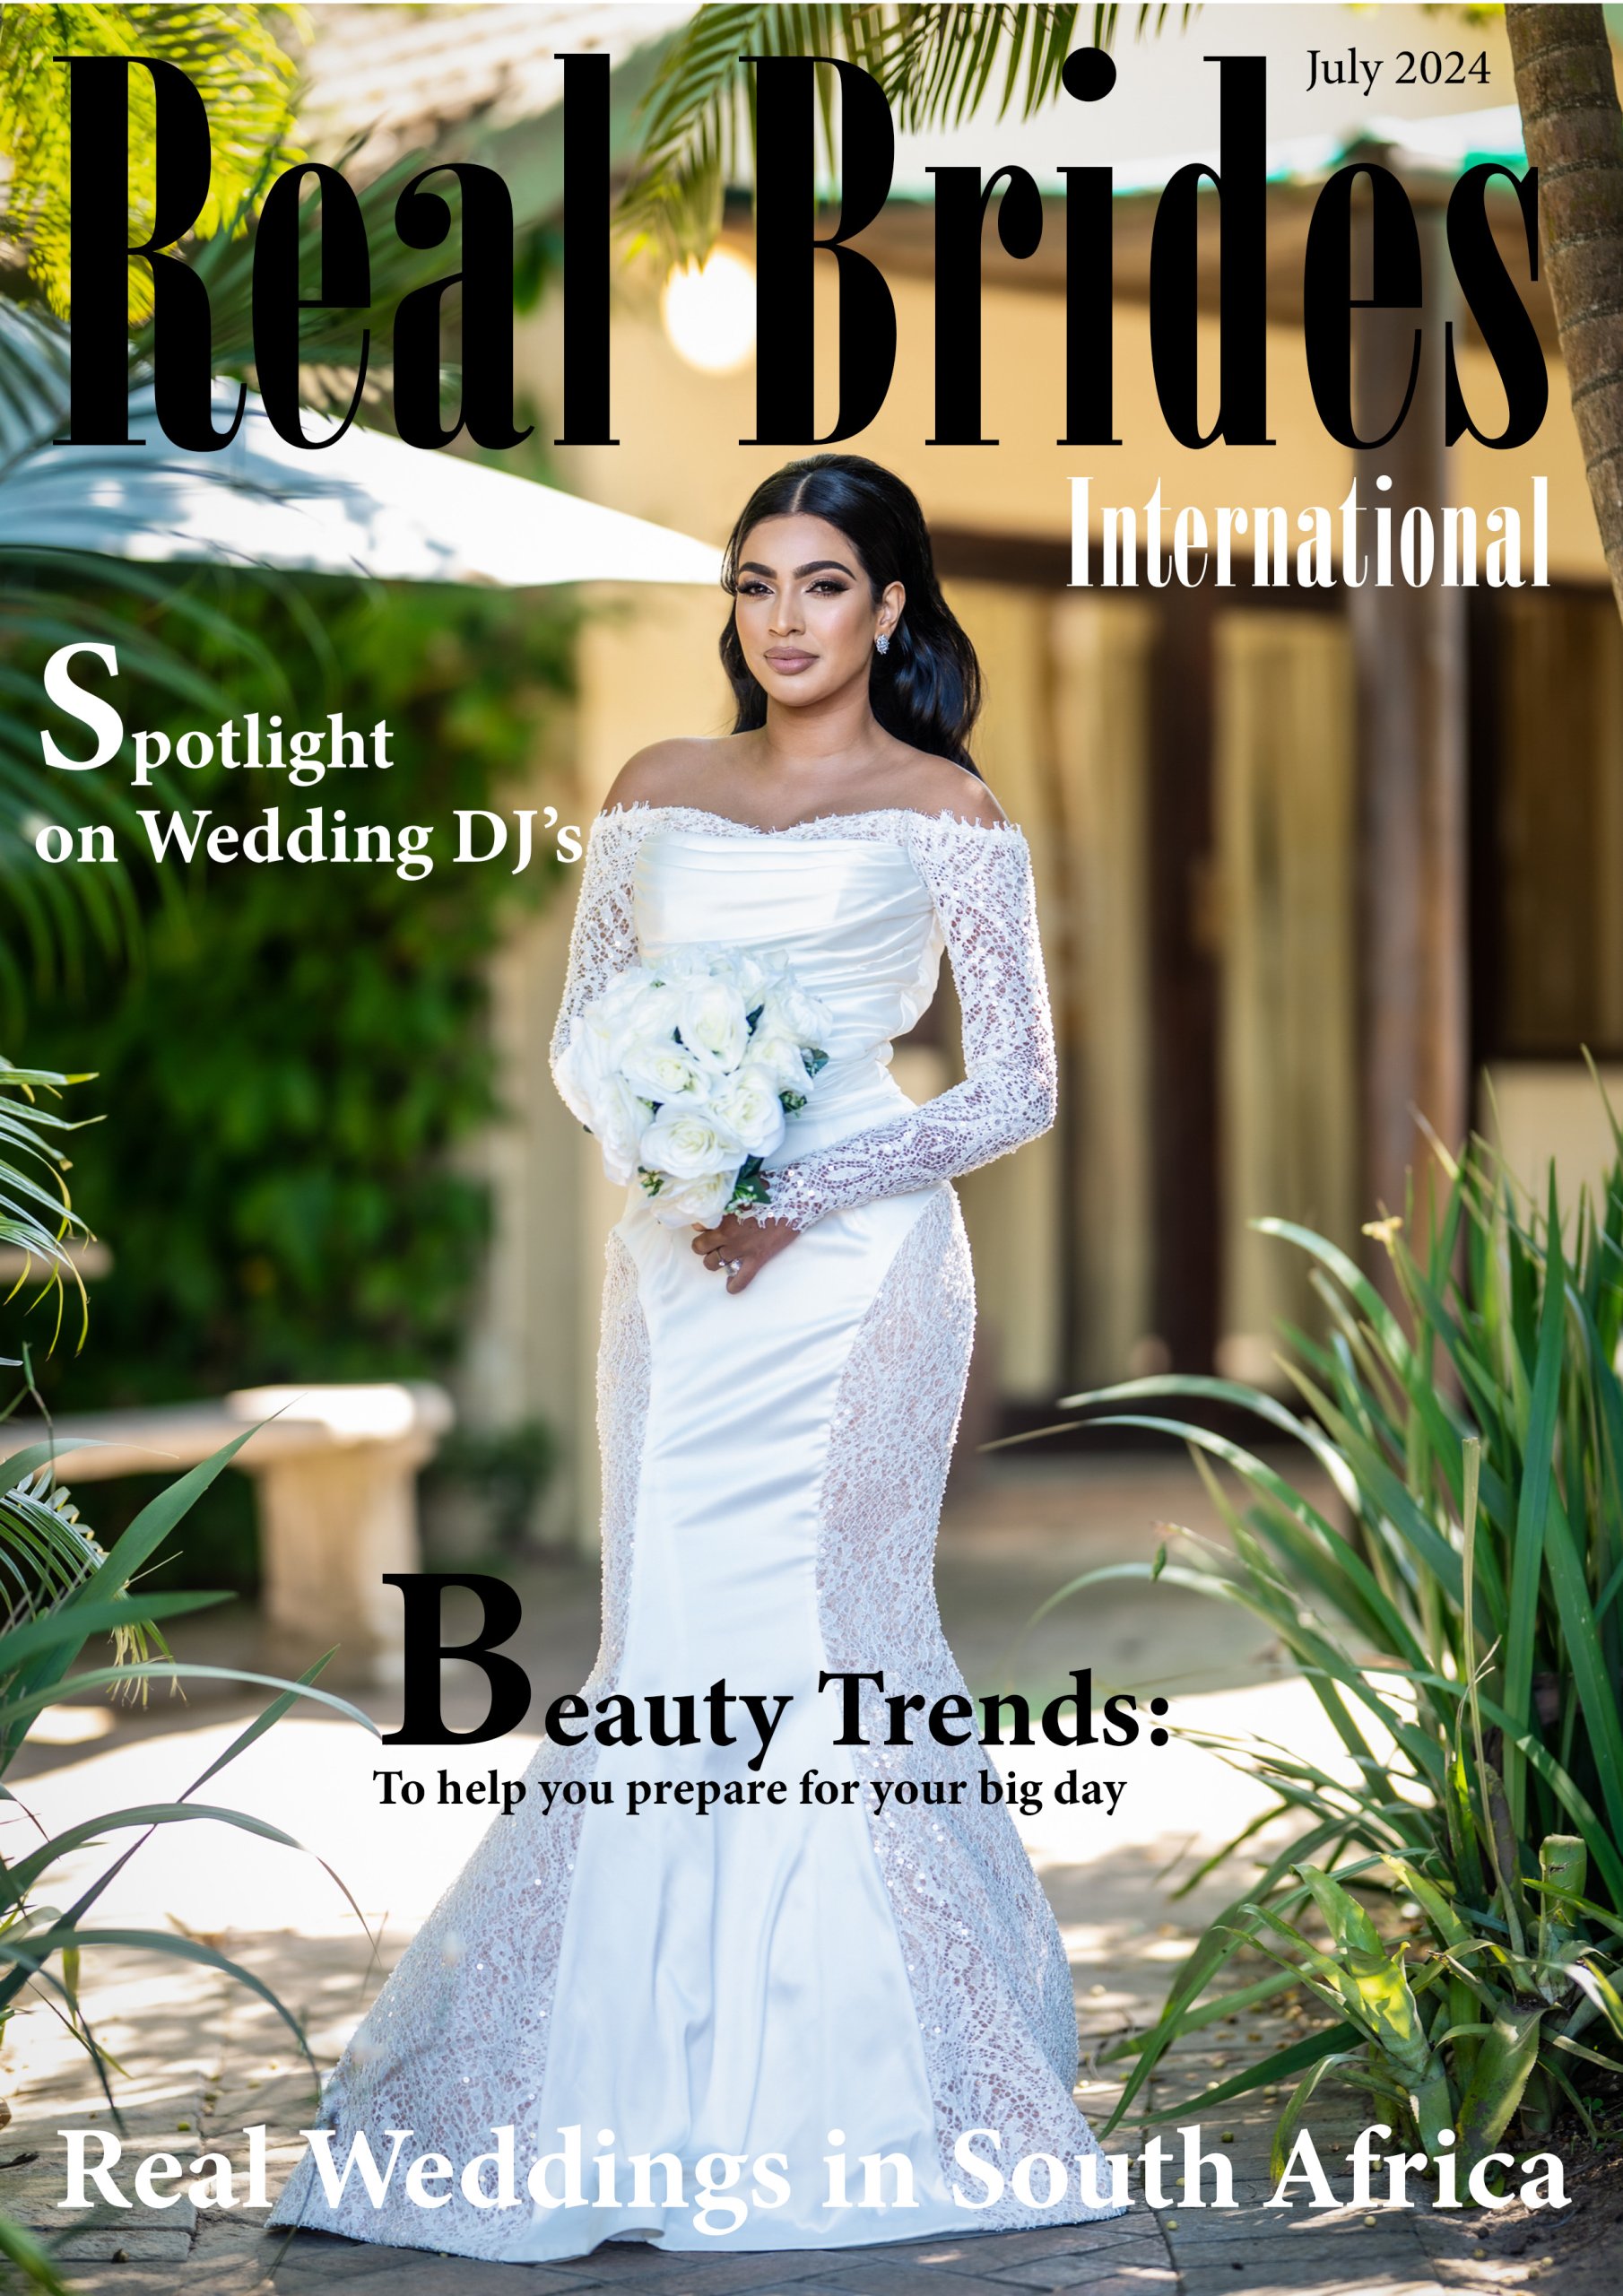 July 2024
Real Brides
International
Spotlight
on Wedding DJ’s
Beauty Trends:
To help you prepare for your big day
Real Weddings in South Africa